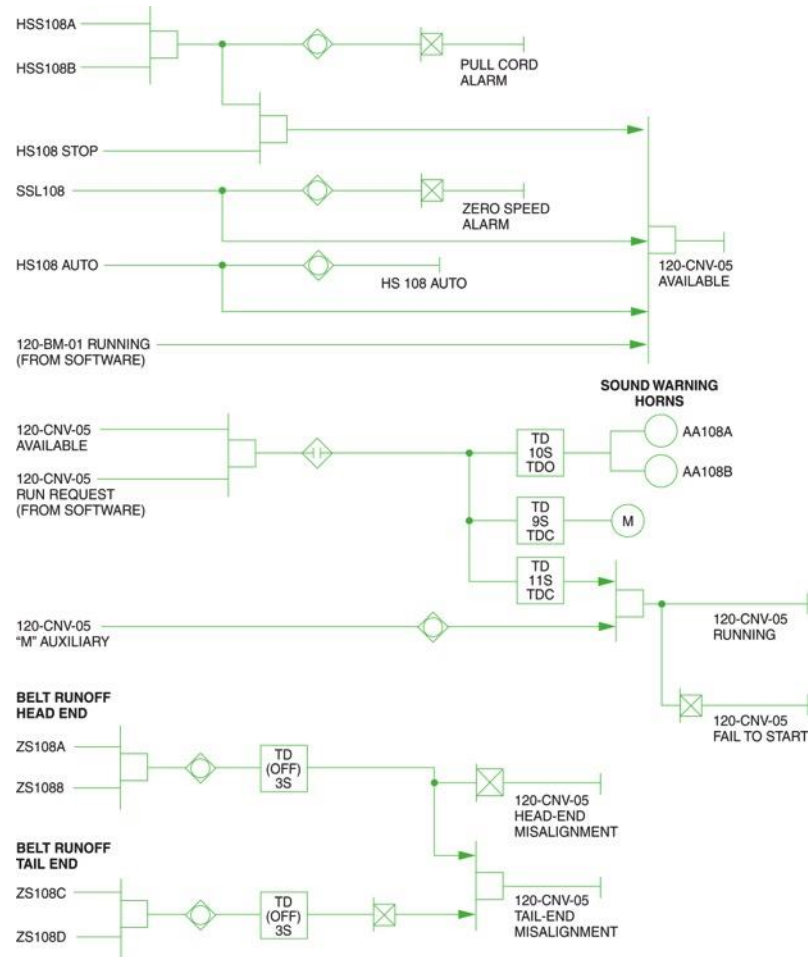 HSS108A
HSS108B
PULL CORD
ALARM
HS108 STOP
SSL108
ZERO SPEED
ALARM
HS108 AUTO
HS 108 AUTO
120-CNV-05
AVAILABLE
120-BM-01 RUNNING
(FROM SOFTWARE)
SOUND WARNING
HORNS
120-CNV-05
AVAILABLE
120-CNV-05
RUN REQUEST
(FROM SOFTWARE)
TD
10S
TDO
AA108A
AA108B
TD
9S
TDC
M
TD
11S
TDC
120-CNV-05
"M" AUXILIARY
120-CNV-05
RUNNING
120-CNV-05
FAIL TO START
BELT RUNOFF
HEAD END
ZS108A
ZS108B
TD
(OFF)
3S
120-CNV-05
HEAD-END
MISALIGNMENT
BELT RUNOFF
TAIL END
ZS108C
ZS108D
TD
(OFF)
3S
120-CNV-05
TAIL-END
MISALIGNMENT